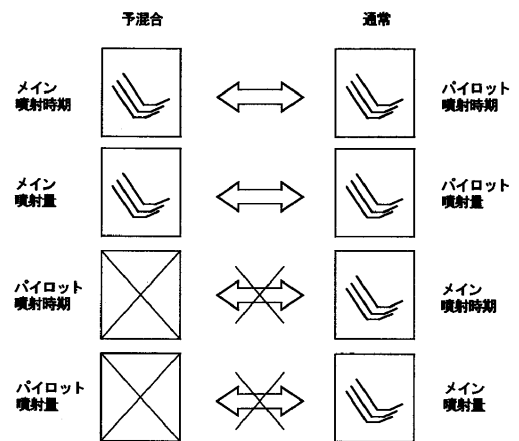 予混合
通常
メイン
噴射時期
パイロット
噴射時期
メイン
噴射量
パイロット
噴射量
パイロット
噴射時期
メイン
噴射時期
パイロット
噴射量
メイン
噴射量